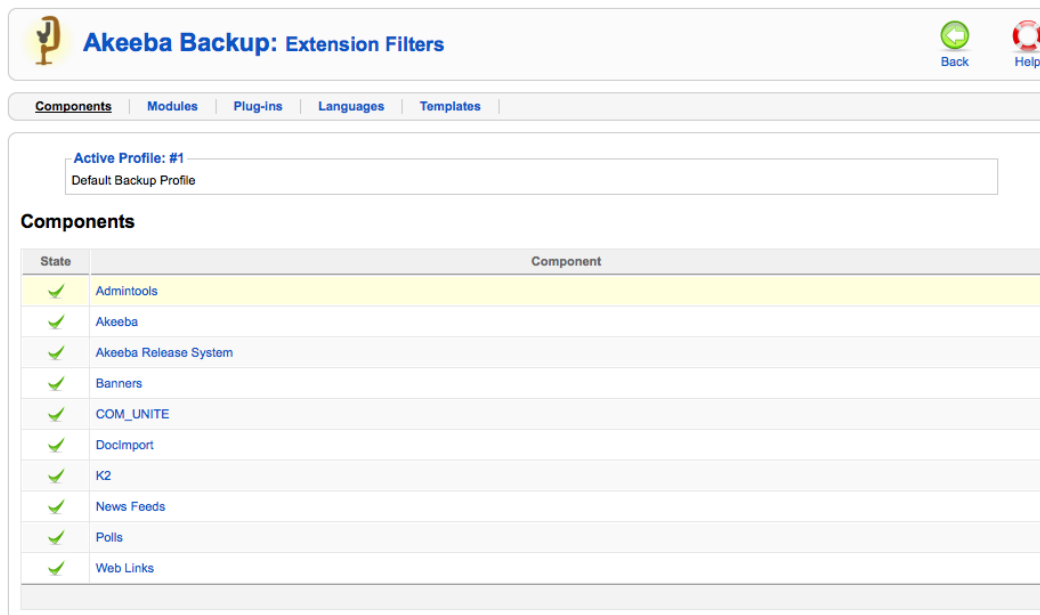 Akeeba Backup: Extension Filters
Back
Help
Components
Modules
Plug-ins
Languages
Templates
Active Profile: #1
Default Backup Profile
Components
State
Component
Admintools
Akeeba
Akeeba Release System
Banners
COM_UNITE
DocImport
K2
News Feeds
Polls
Web Links